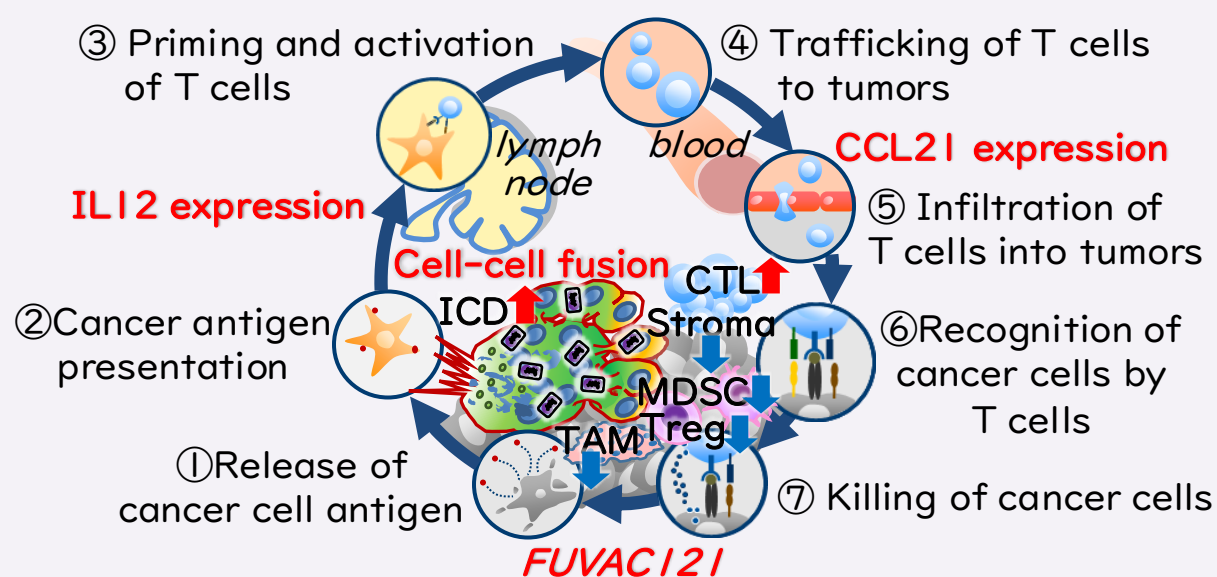 ③ Priming and activation
of T cells
④ Trafficking of T cells
to tumors
lymph
node
blood
CCL21 expression
IL12 expression
⑤ Infiltration of
T cells into tumors
Cell-cell fusion
ICD
CTL
Stroma
②Cancer antigen
presentation
⑥Recognition of
cancer cells by
T cells
MDSC
Treg
TAM
①Release of
cancer cell antigen
⑦ Killing of cancer cells
FUVAC121